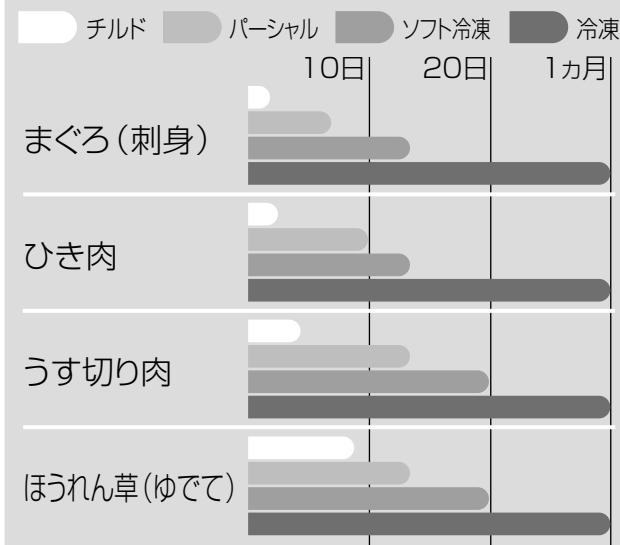 チルド パーシャル ソフト冷凍 冷凍
10日 20日 1ヵ月
まぐろ(刺身)
ひき肉
うす切り肉
ほうれん草(ゆでて)